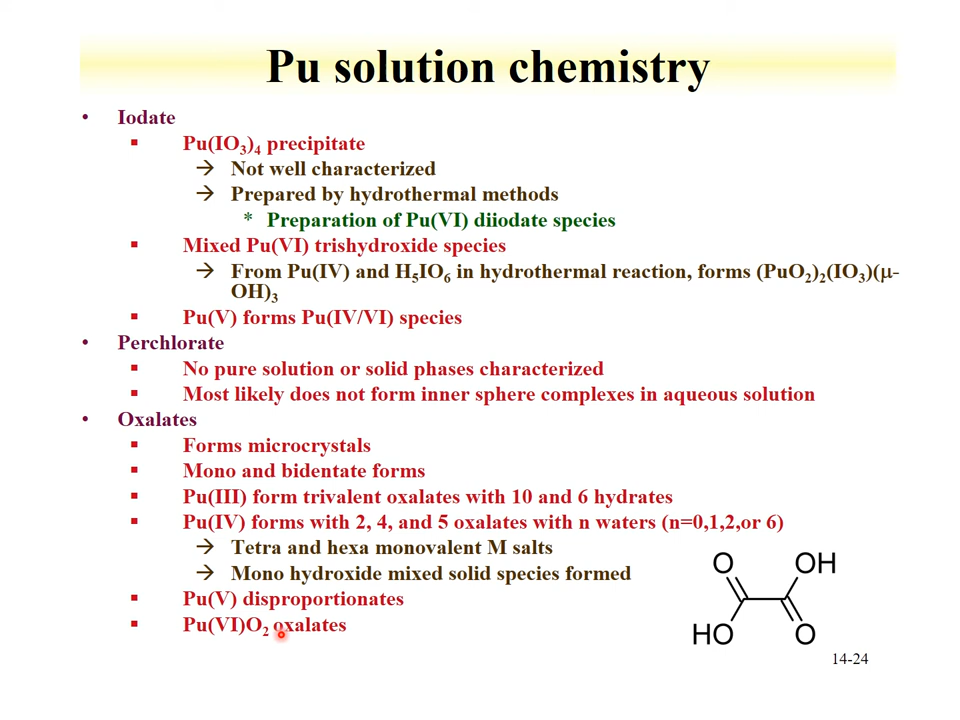 Pu solution chemistry
• Iodate
▪ Pu(IO3)4 precipitate
→ Not well characterized
→ Prepared by hydrothermal methods
* Preparation of Pu(VI) diiodate species
▪ Mixed Pu(VI) trishydroxide species
→ From Pu(IV) and H5IO6 in hydrothermal reaction, forms (PuO2)2(IO3)(μ-
OH)3
▪ Pu(V) forms Pu(IV/VI) species
• Perchlorate
▪ No pure solution or solid phases characterized
▪ Most likely does not form inner sphere complexes in aqueous solution
• Oxalates
▪ Forms microcrystals
▪ Mono and bidentate forms
▪ Pu(III) form trivalent oxalates with 10 and 6 hydrates
▪ Pu(IV) forms with 2, 4, and 5 oxalates with n waters (n=0,1,2,or 6)
→ Tetra and hexa monovalent M salts
→ Mono hydroxide mixed solid species formed
▪ Pu(V) disproportionates
▪ Pu(VI)O2 oxalates
O OH
HO O
14-24